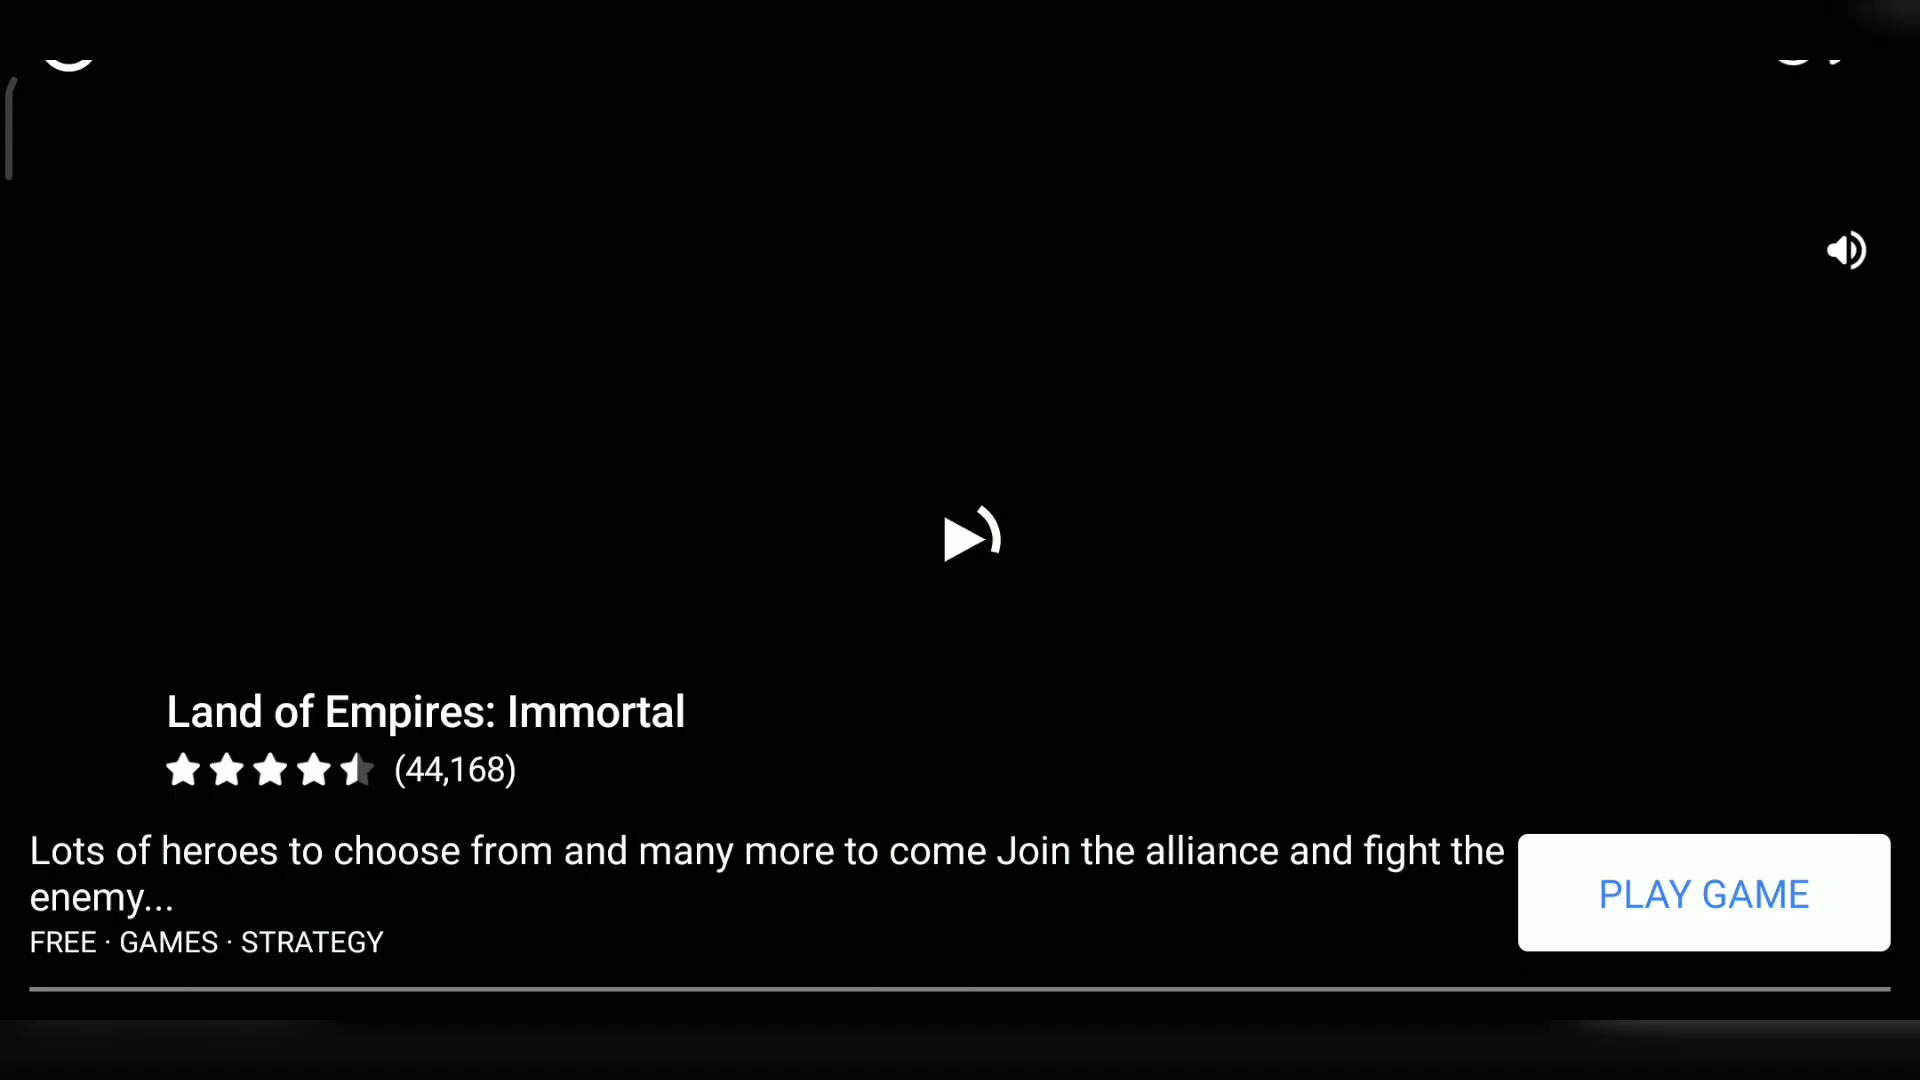 Land of Empires: Immortal
(44,168)
Lots of heroes to choose from and many more to come Join the alliance and fight the
enemy...
PLAY GAME
FREE · GAMES · STRATEGY